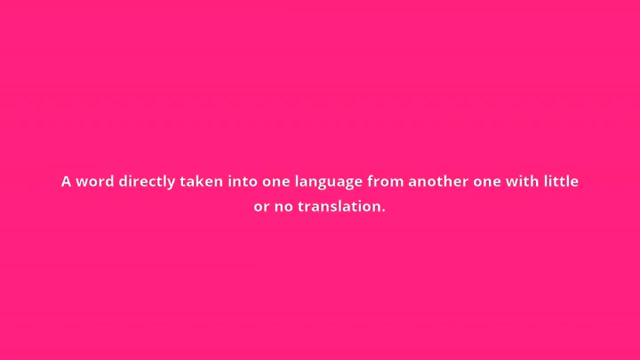 A word directly taken into one language from another one with little
or no translation.